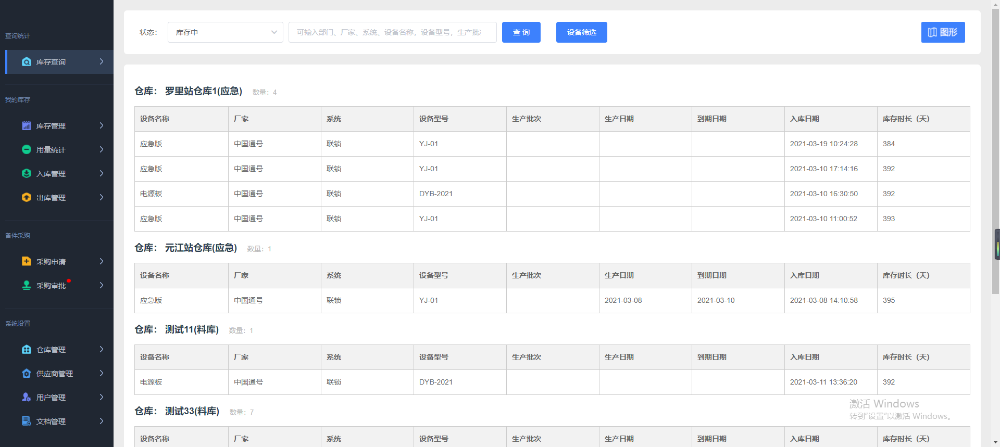 查询统计
库存查询
我的库存
库存管理
用量统计
入库管理
出库管理
备件采购
采购申请
采购审批
系统设置
仓库管理
供应商管理
用户管理
文档管理
状态： 库存中 可输入部门、厂家、系统、设备名称，设备型号，生产批 查 询 设备筛选 图形
仓库： 罗里站仓库1(应急) 数量：4
设备名称 厂家 系统 设备型号 生产批次 生产日期 到期日期 入库日期 库存时长（天）
应急版 中国通号 联锁 YJ-01 2021-03-19 10:24:28 384
应急版 中国通号 联锁 YJ-01 2021-03-10 17:14:16 392
电源板 中国通号 联锁 DYB-2021 2021-03-10 16:30:50 392
应急版 中国通号 联锁 YJ-01 2021-03-10 11:00:52 393
仓库： 元江站仓库(应急) 数量：1
设备名称 厂家 系统 设备型号 生产批次 生产日期 到期日期 入库日期 库存时长（天）
应急版 中国通号 联锁 YJ-01 2021-03-08 2021-03-10 2021-03-08 14:10:58 395
仓库： 测试11(料库) 数量：1
设备名称 厂家 系统 设备型号 生产批次 生产日期 到期日期 入库日期 库存时长（天）
电源板 中国通号 联锁 DYB-2021 2021-03-11 13:36:20 392
仓库： 测试33(料库) 数量：7
设备名称 厂家 系统 设备型号 生产批次 生产日期 到期日期 入库日期 库存时长（天）
激活 Windows
转到“设置”以激活 Windows。